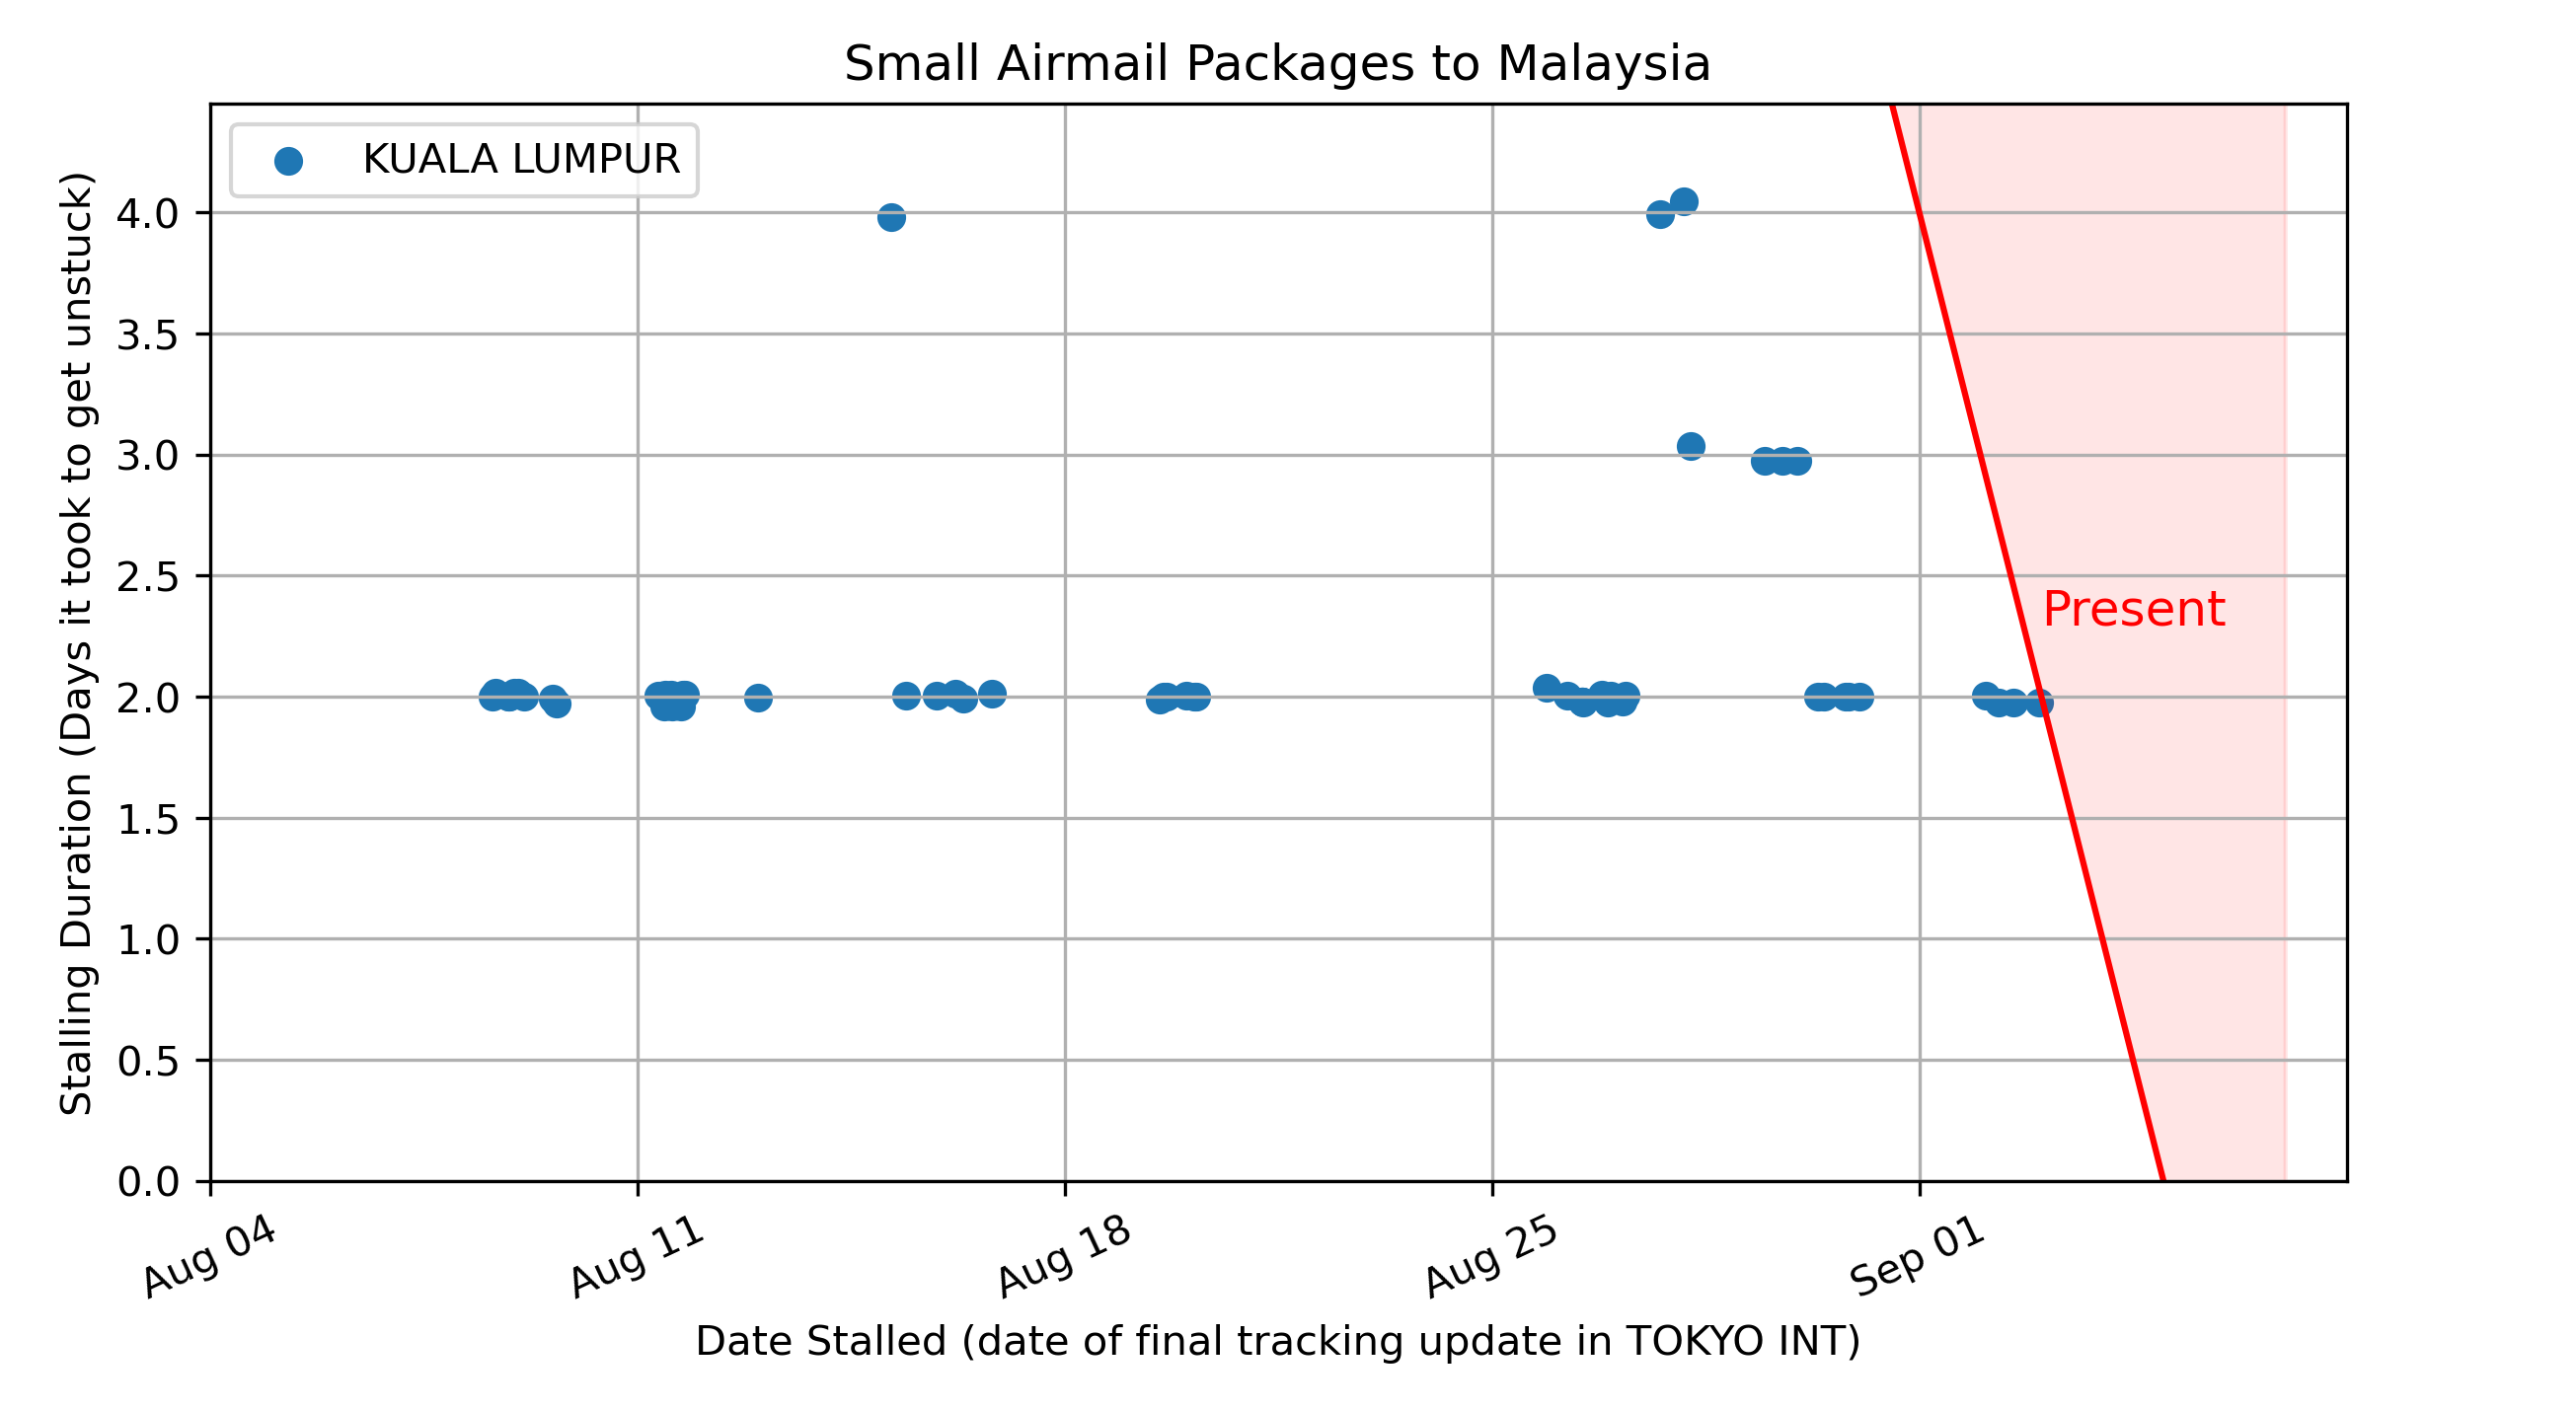 Small Airmail Packages to Malaysia
KUALA LUMPUR
Stalling Duration (Days it took to get unstuck)
4.0
3.5
3.0
2.5
2.0
1.5
1.0
0.5
0.0
Present
Aug 04
Aug 11
Aug 18
Aug 25
Sep 01
Date Stalled (date of final tracking update in TOKYO INT)